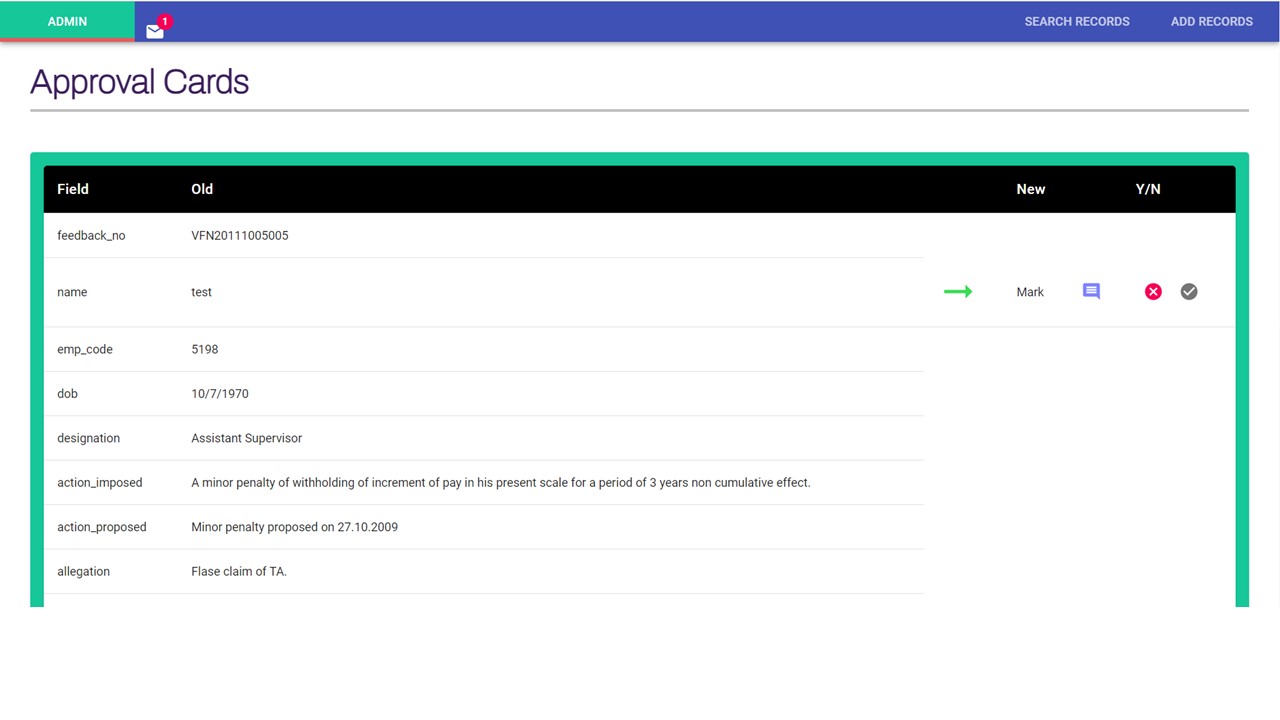 ADMIN 1 SEARCH RECORDS ADD RECORDS
Approval Cards
Field Old New Y/N
feedback_no VFN20111005005
name test Mark
emp_code 5198
dob 10/7/1970
designation Assistant Supervisor
action_imposed A minor penalty of withholding of increment of pay in his present scale for a period of 3 years non cumulative effect.
action_proposed Minor penalty proposed on 27.10.2009
allegation Flase claim of TA.